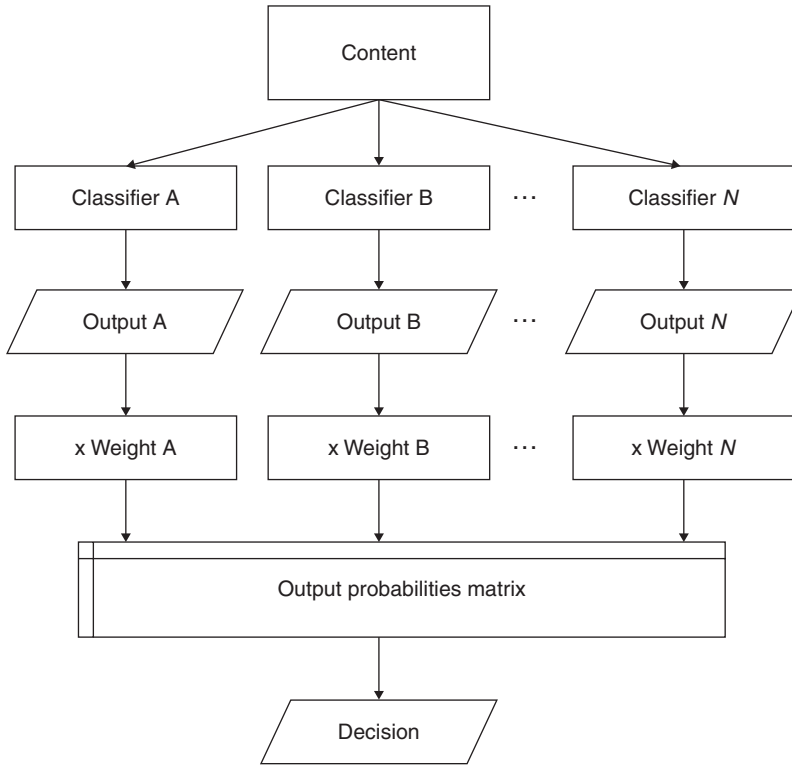 Content
Classifier A
Classifier B
...
Classifier N
Output A
Output B
...
Output N
x Weight A
x Weight B
...
x Weight N
Output probabilities matrix
Decision